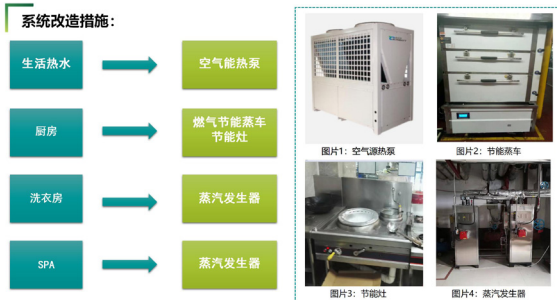 系统改造措施：
生活热水
空气能热泵
厨房
燃气节能蒸车
节能灶
洗衣房
蒸汽发生器
SPA
蒸汽发生器
图片1：空气源热泵
图片2：节能蒸车
图片3：节能灶
图片4：蒸汽发生器